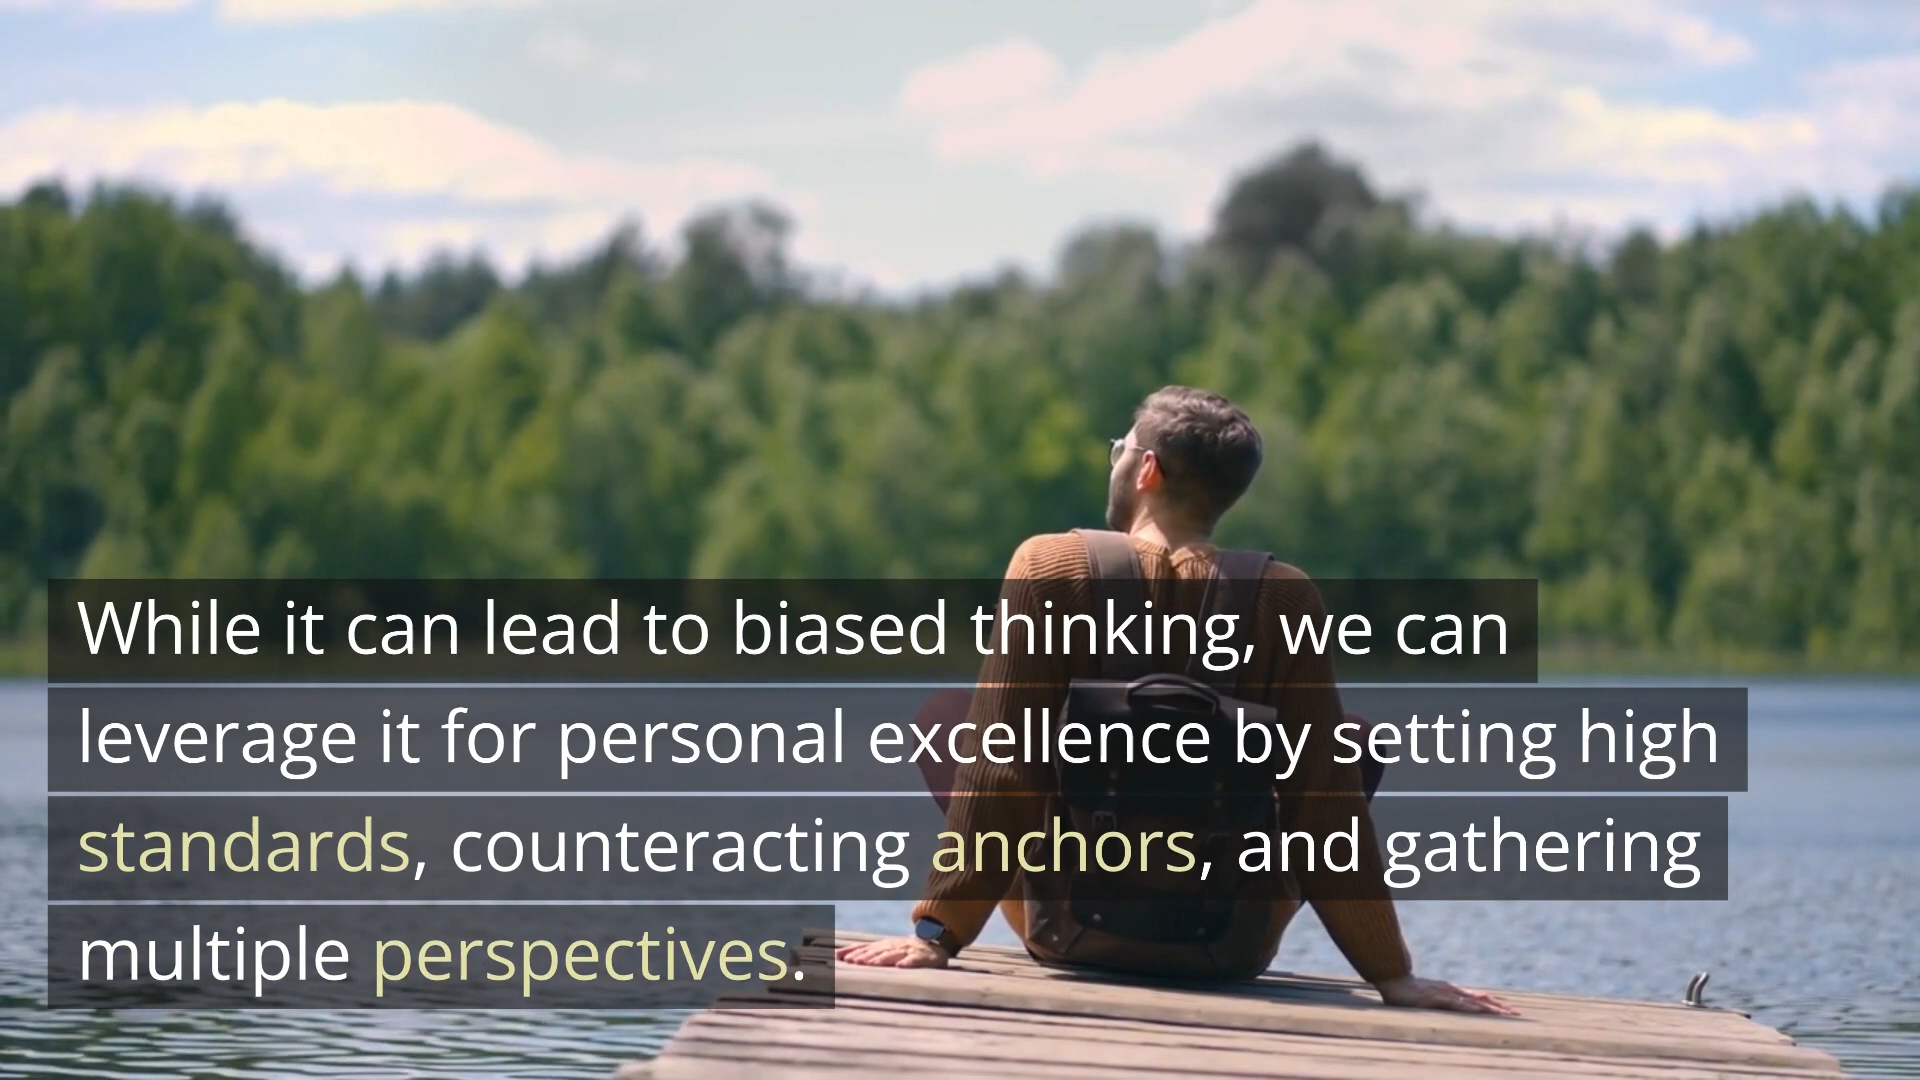 While it can lead to biased thinking, we can
leverage it for personal excellence by setting high
standards, counteracting anchors, and gathering
multiple perspectives.